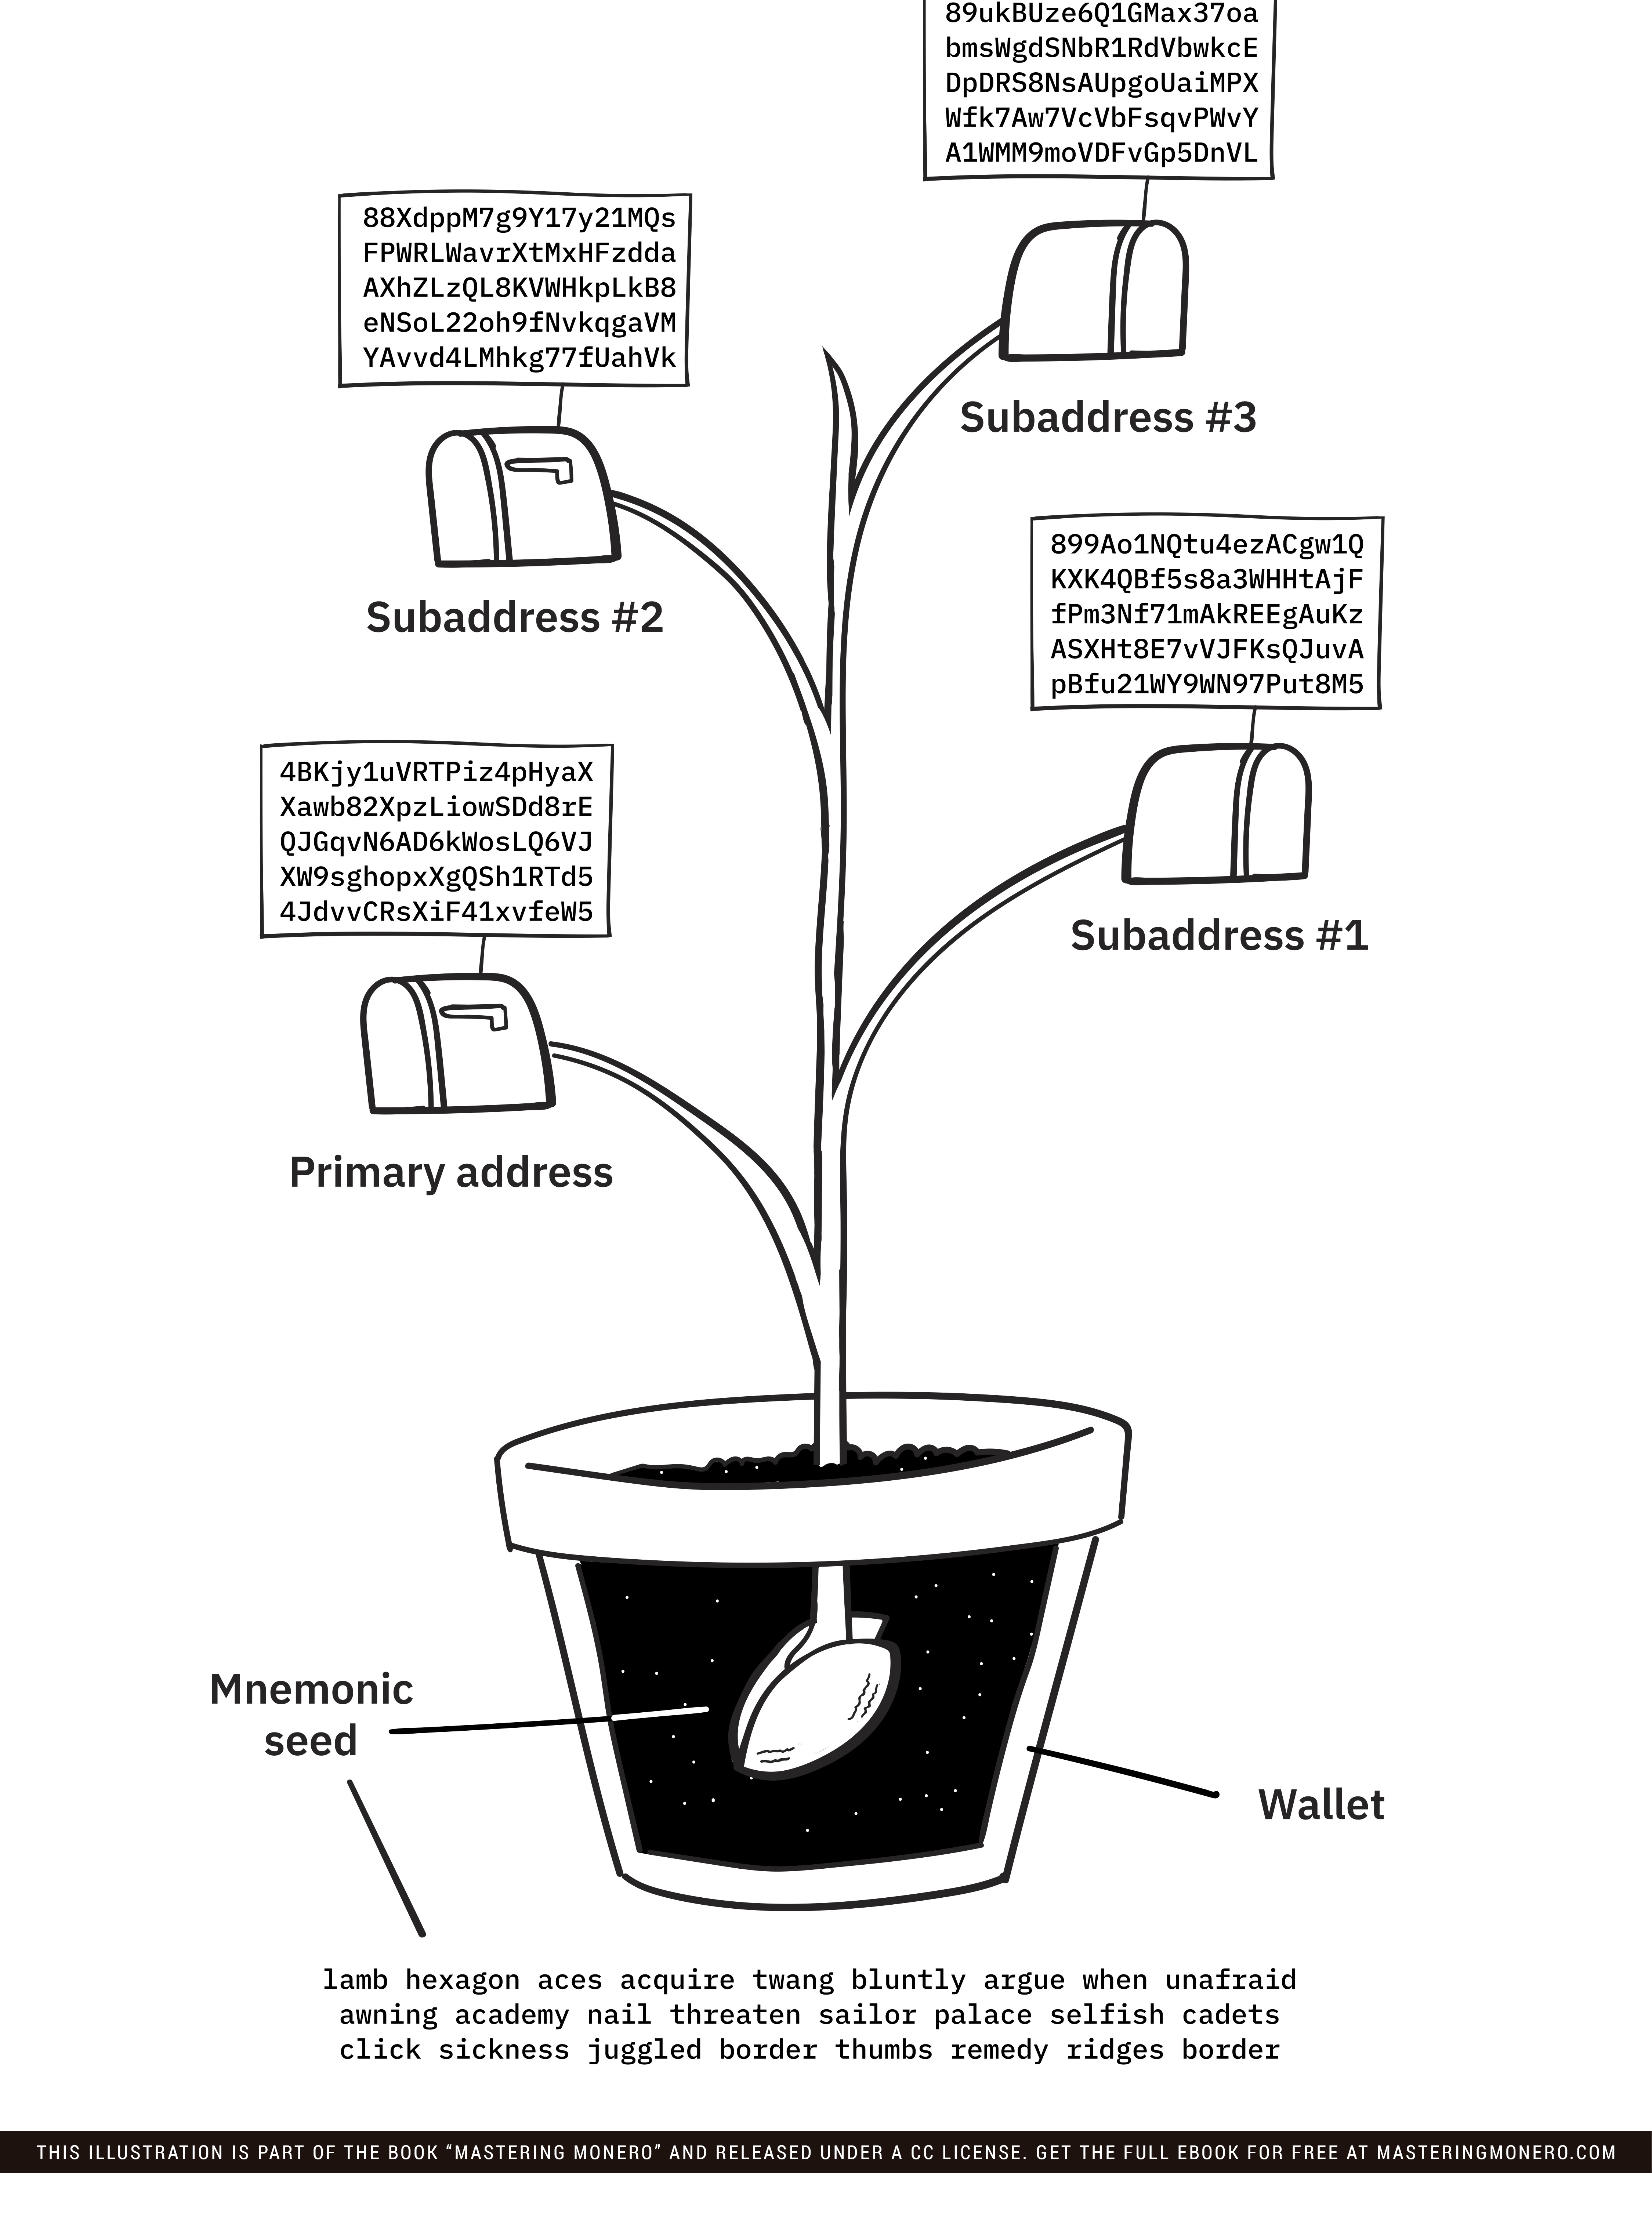 89ukBUze6Q1GMax37oa
bmsWgdSNbR1RdVbwkcE
DpDRS8NsAUpgoUaiMPX
Wfk7Aw7VcVbFsqvPWvY
A1WMM9moVDFvGp5DnVL
Subaddress #3
88XdppM7g9Y17y21MQs
FPWRLWavrXtMxHFzdda
AXhZLzQL8KVWHkpLkB8
eNSoL22oh9fNvkqgaVM
YAvvd4LMhkg77fUahVk
Subaddress #2
899Ao1NQtu4ezACgw1Q
KXK4QBf5s8a3WHHtAjF
fPm3Nf71mAkREEgAuKz
ASXHt8E7vVJFKsQJuvA
pBfu21WY9WN97Put8M5
Subaddress #1
4BKjy1uVRTPiz4pHyaX
Xawb82XpzLiowSDd8rE
QJGqvN6AD6kWosLQ6VJ
XW9sghopxXgQSh1RTd5
4JdvvCRsXiF41xvfeW5
Primary address
Mnemonic
seed
Wallet
lamb hexagon aces acquire twang bluntly argue when unafraid
awning academy nail threaten sailor palace selfish cadets
click sickness juggled border thumbs remedy ridges border
THIS ILLUSTRATION IS PART OF THE BOOK “MASTERING MONERO” AND RELEASED UNDER A CC LICENSE. GET THE FULL EBOOK FOR FREE AT MASTERINGMONERO.COM